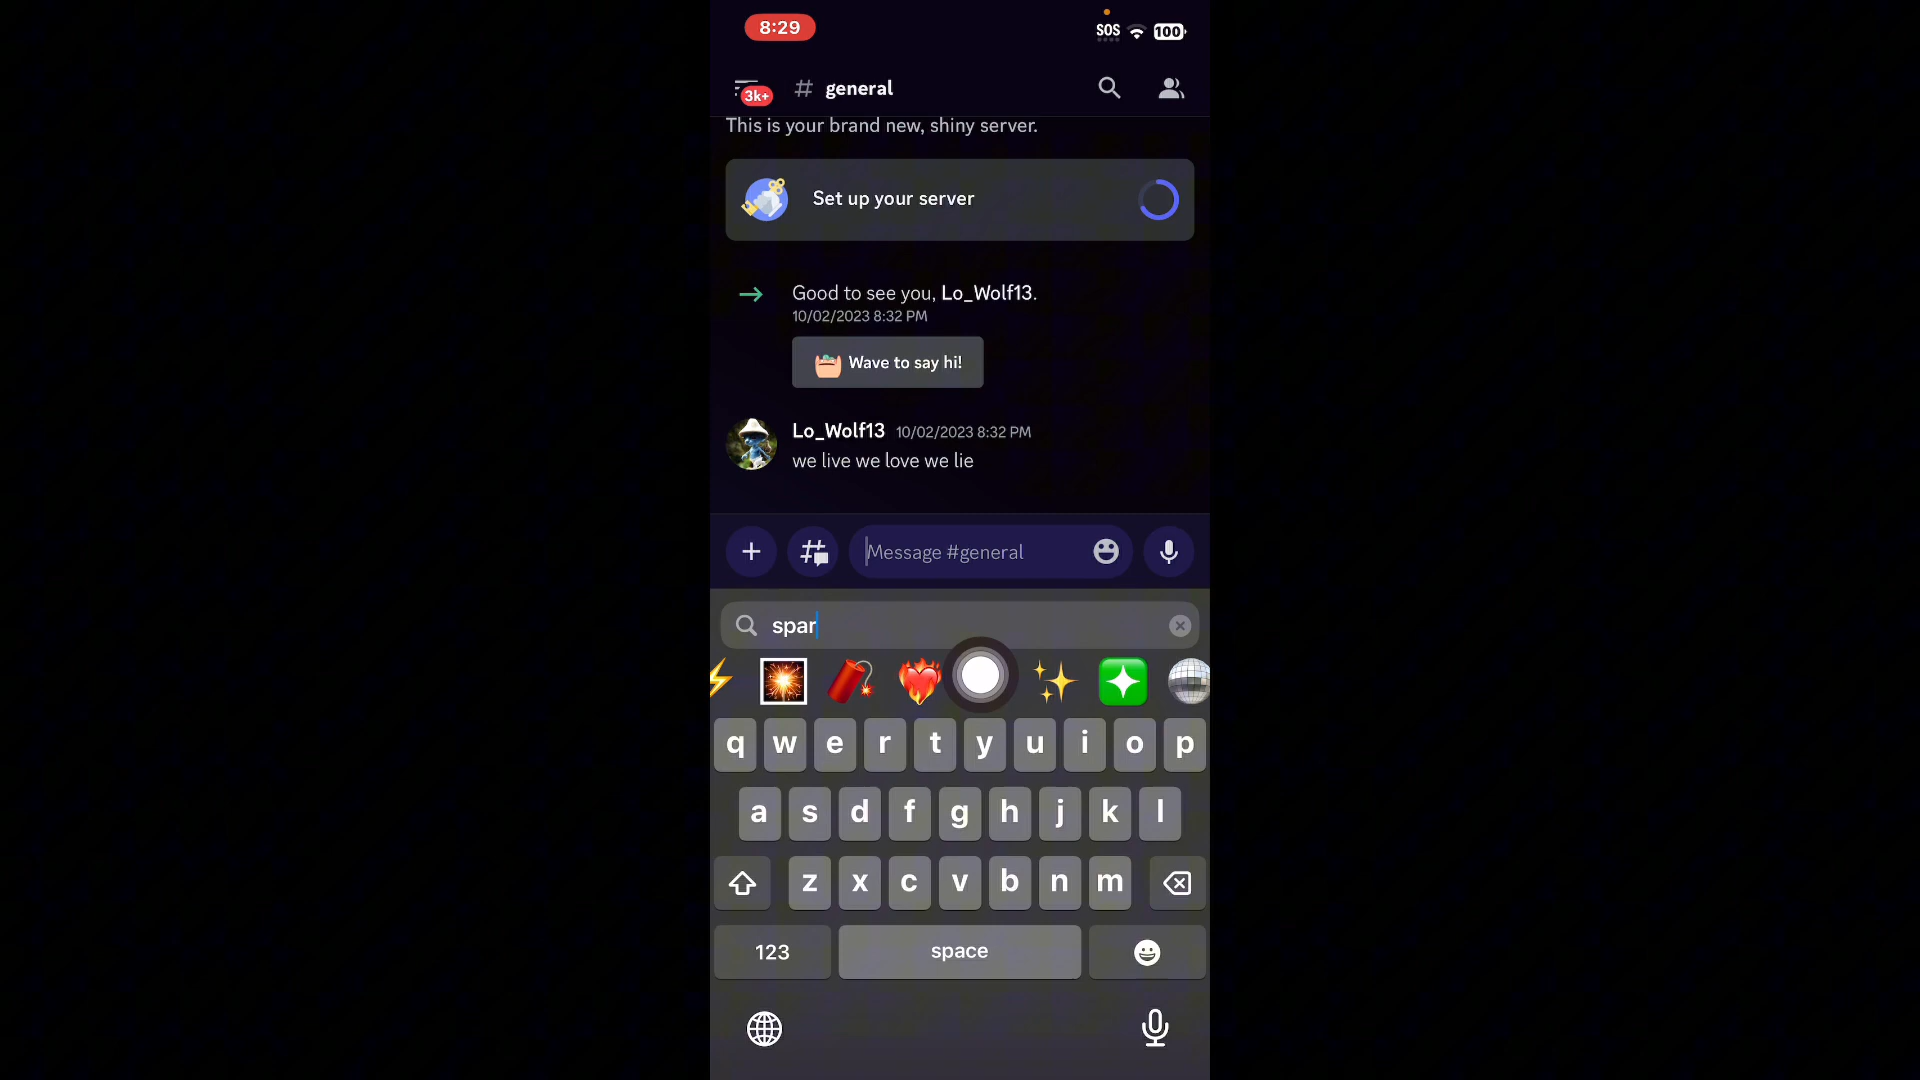 8:29
SOS
100
3k+
general
This is your brand new, shiny server.
Set up your server
Good to see you, Lo_Wolf13.
10/02/2023 8:32 PM
Wave to say hi!
Lo_Wolf13 10/02/2023 8:32 PM
we live we love we lie
Message #general
spar
q w e r t y u i o p
a s d f g h j k l
z x c v b n m
123 space